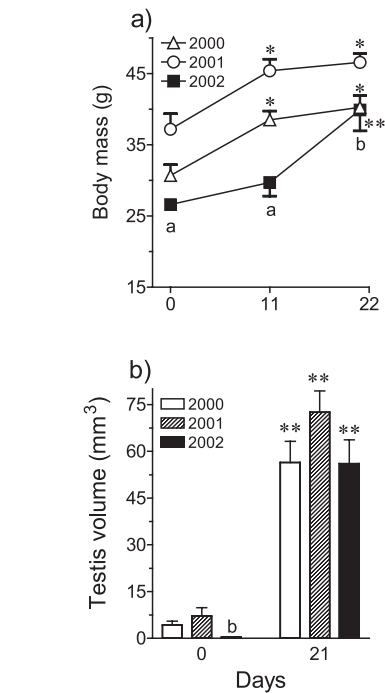 a)
2000
2001
2002
Body mass (g)
45
35
25
15
* *
* *
**
a a b
0 11 22
b)
2000
2001
2002
Testis volume (mm³)
75
60
45
30
15
0
b
** ** **
0 21
Days